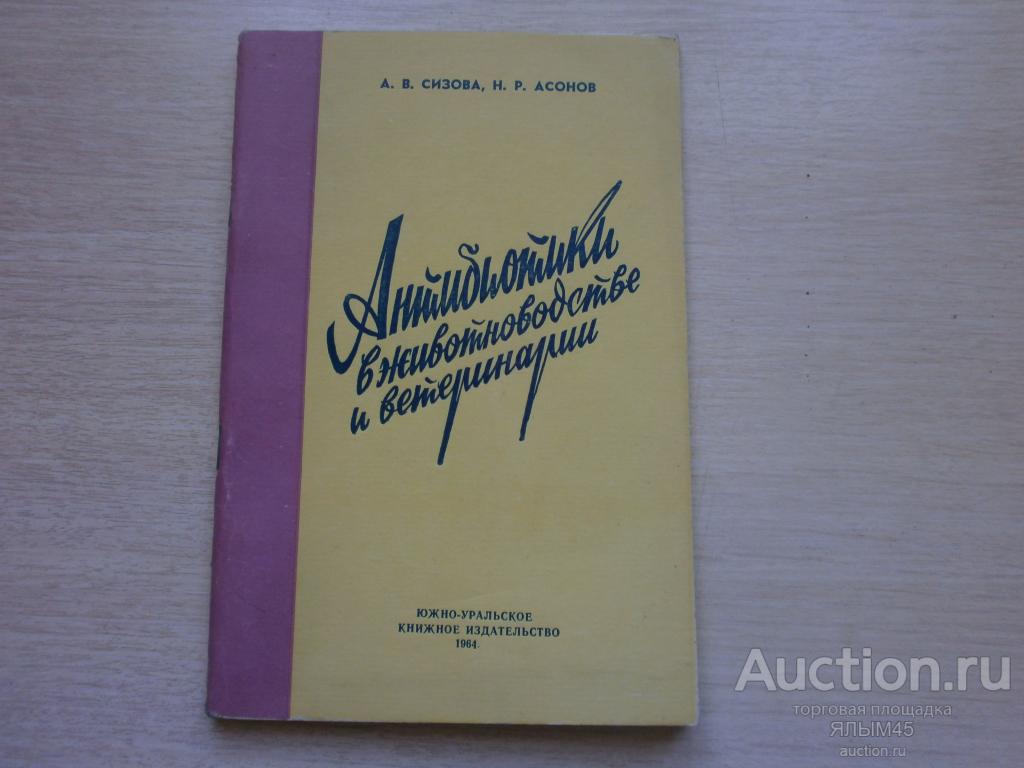 А. В. СИЗОВА, Н. Р. АСОНОВ
Антибиотики
в животноводстве
и ветеринарии
ЮЖНО-УРАЛЬСКОЕ
КНИЖНОЕ ИЗДАТЕЛЬСТВО
1964
Auction.ru
торговая площадка
ЯЛЫМ45
auction.ru